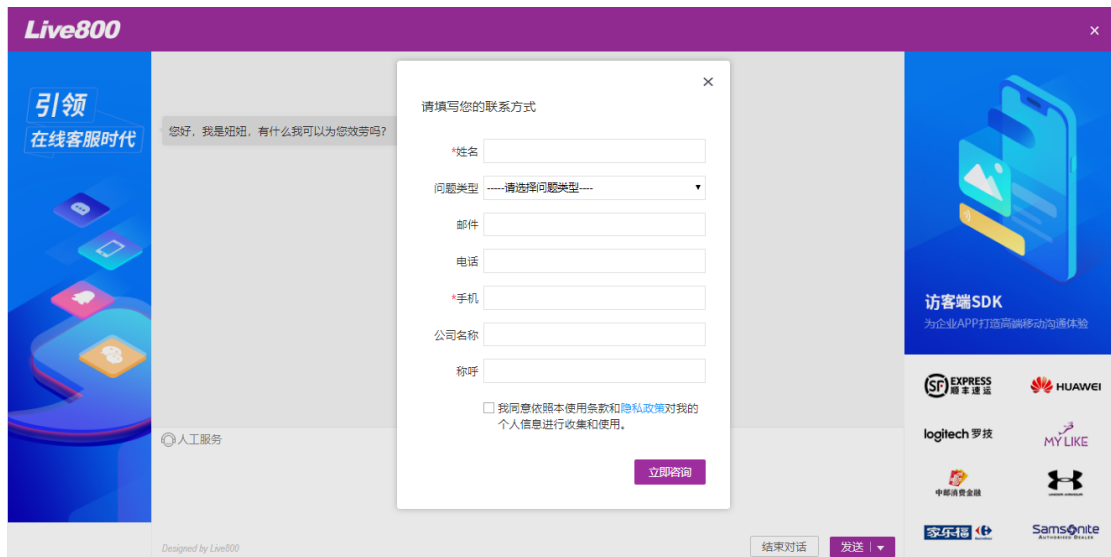 Live800
×
引领
在线客服时代
您好，我是妞妞，有什么我可以为您效劳吗?
×
请填写您的联系方式
*姓名
问题类型 -----请选择问题类型----
邮件
电话
*手机
公司名称
称呼
我同意依照本使用条款和隐私政策对我的
个人信息进行收集和使用。
立即咨询
人工服务
Designed by Live800
结束对话
发送
访客端SDK
为企业APP打造高端移动沟通体验
SF EXPRESS
顺丰速运
HUAWEI
logitech 罗技
MYLIKE
中邮消费金融
UNDER ARMOUR
家乐福 Carrefour
Samsonite
AUTHORIZED DEALER